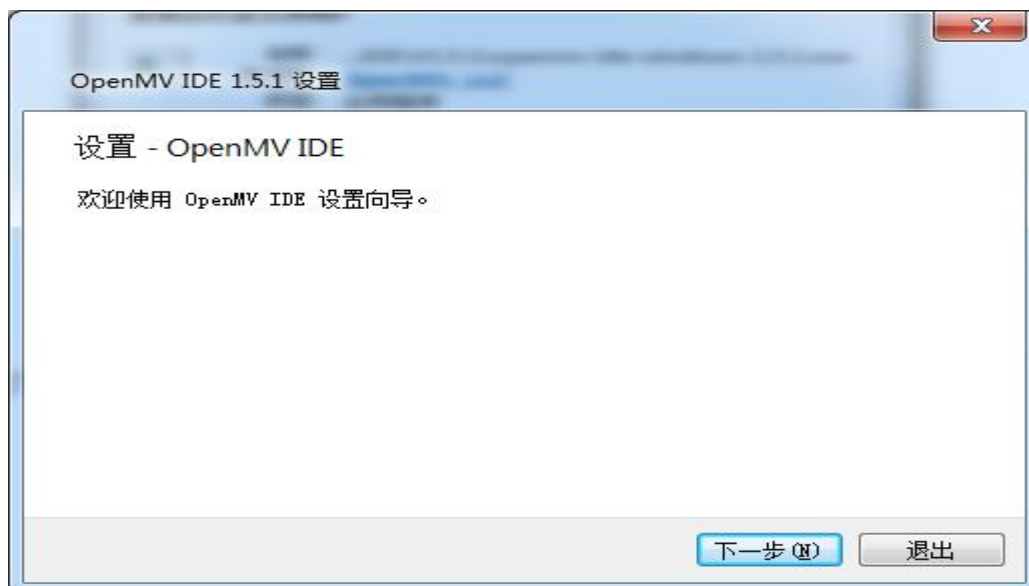 OpenMV IDE 1.5.1 设置
设置 - OpenMV IDE
欢迎使用 OpenMV IDE 设置向导。
下一步(N)
退出